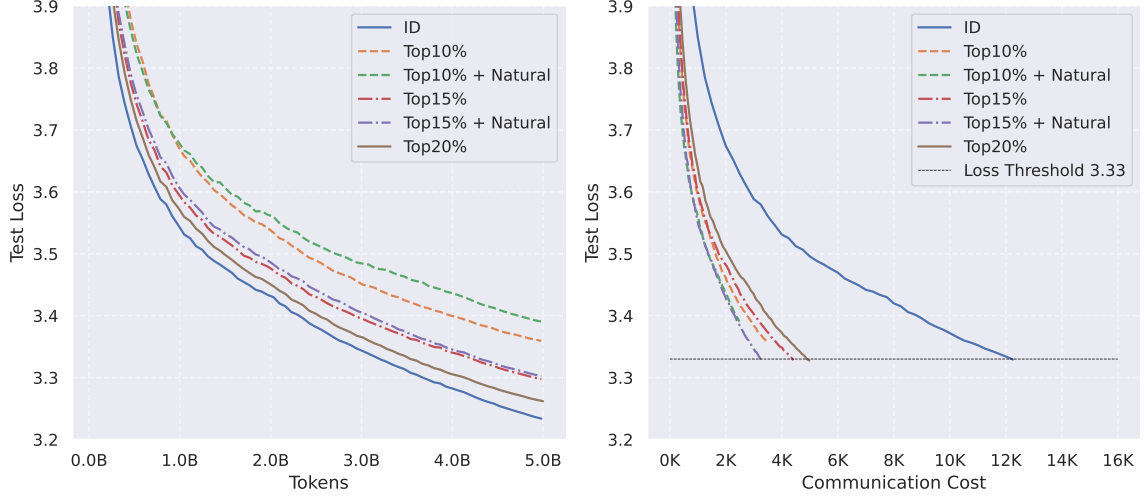 3.9
3.8
3.7
3.6
3.5
3.4
3.3
3.2
Test Loss
0.0B 1.0B 2.0B 3.0B 4.0B 5.0B
Tokens
ID
Top10%
Top10% + Natural
Top15%
Top15% + Natural
Top20%
3.9
3.8
3.7
3.6
3.5
3.4
3.3
3.2
Test Loss
0K 2K 4K 6K 8K 10K 12K 14K 16K
Communication Cost
ID
Top10%
Top10% + Natural
Top15%
Top15% + Natural
Top20%
Loss Threshold 3.33